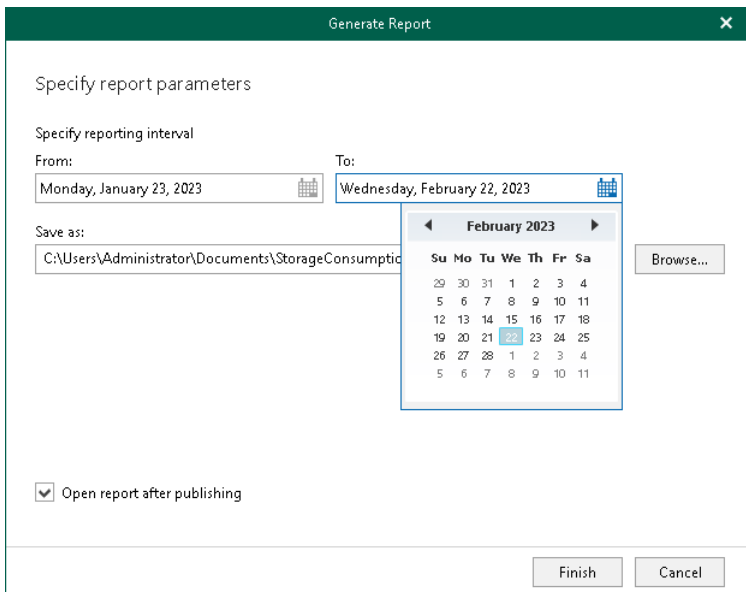 Generate Report
Specify report parameters
Specify reporting interval
From:
To:
Monday, January 23, 2023
Wednesday, February 22, 2023
Save as:
C:\Users\Administrator\Documents\StorageConsumptio
Browse...
February 2023
Su Mo Tu We Th Fr Sa
29 30 31 1 2 3 4
5 6 7 8 9 10 11
12 13 14 15 16 17 18
19 20 21 22 23 24 25
26 27 28 1 2 3 4
5 6 7 8 9 10 11
Open report after publishing
Finish
Cancel